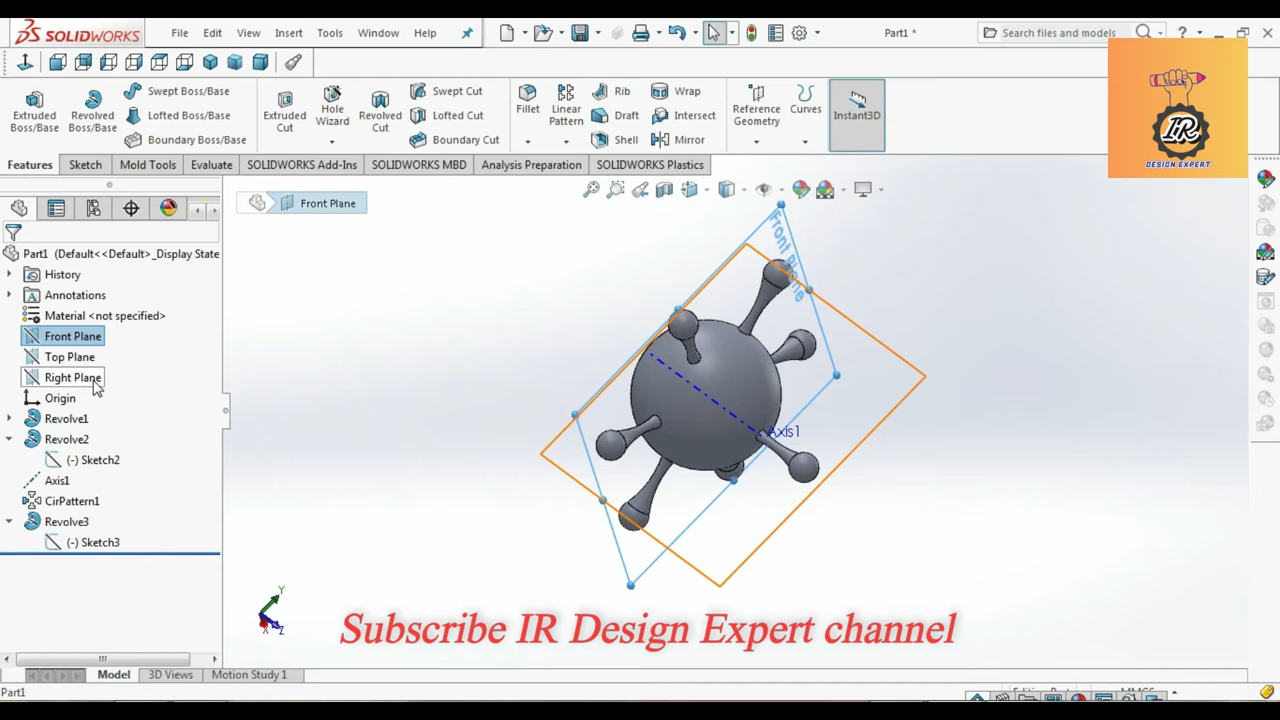 SOLIDWORKS File Edit View Insert Tools Window Help Part1 * Search files and models ?
Extruded Boss/Base
Revolved Boss/Base
Swept Boss/Base
Lofted Boss/Base
Boundary Boss/Base
Extruded Cut
Hole Wizard
Revolved Cut
Swept Cut
Lofted Cut
Boundary Cut
Fillet
Linear Pattern
Rib
Draft
Shell
Wrap
Intersect
Mirror
Reference Geometry
Curves
Instant3D
IR
DESIGN EXPERT
Features Sketch Mold Tools Evaluate SOLIDWORKS Add-Ins SOLIDWORKS MBD Analysis Preparation SOLIDWORKS Plastics
Front Plane
Part1 (Default<<Default>_Display State
History
Annotations
Material <not specified>
Front Plane
Top Plane
Right Plane
Origin
Revolve1
Revolve2
(-) Sketch2
Axis1
CirPattern1
Revolve3
(-) Sketch3
Front Plane
Axis1
Y
X
Z
Subscribe IR Design Expert channel
Model 3D Views Motion Study 1
Part1